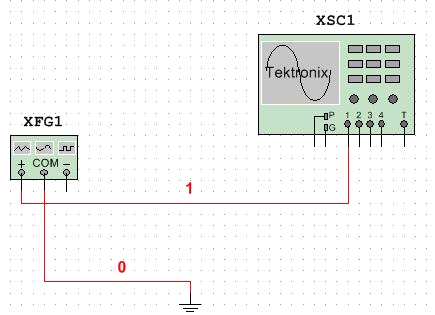 XSC1
Tektronix
P
G
1 2 3 4 T
XFG1
+ COM −
1
0